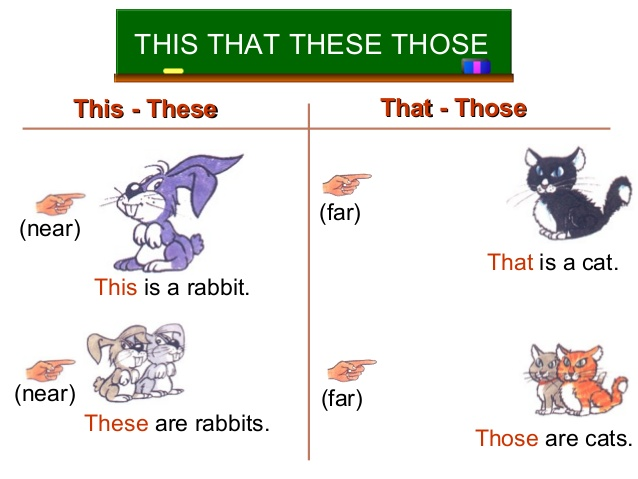 THIS THAT THESE THOSE
This - These
That - Those
(near)
This is a rabbit.
(far)
That is a cat.
(near)
These are rabbits.
(far)
Those are cats.